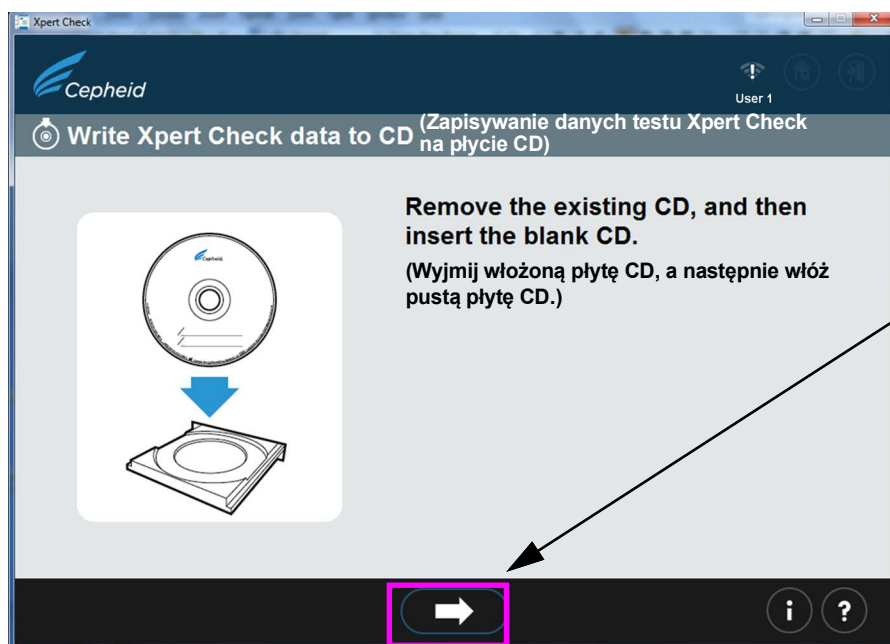 Xpert Check
Cepheid
User 1
Write Xpert Check data to CD (Zapisywanie danych testu Xpert Check
na płycie CD)
Remove the existing CD, and then
insert the blank CD.
(Wyjmij włożoną płytę CD, a następnie włóż
pustą płytę CD.)
Cepheid
i ?